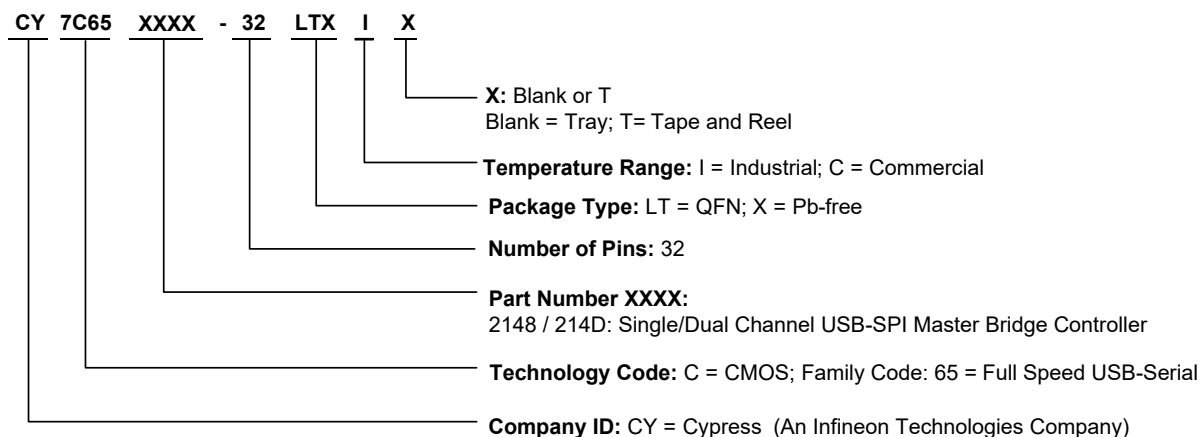 CY 7C65 XXXX - 32 LTX I X
X: Blank or T
Blank = Tray; T= Tape and Reel
Temperature Range: I = Industrial; C = Commercial
Package Type: LT = QFN; X = Pb-free
Number of Pins: 32
Part Number XXXX:
2148 / 214D: Single/Dual Channel USB-SPI Master Bridge Controller
Technology Code: C = CMOS; Family Code: 65 = Full Speed USB-Serial
Company ID: CY = Cypress (An Infineon Technologies Company)